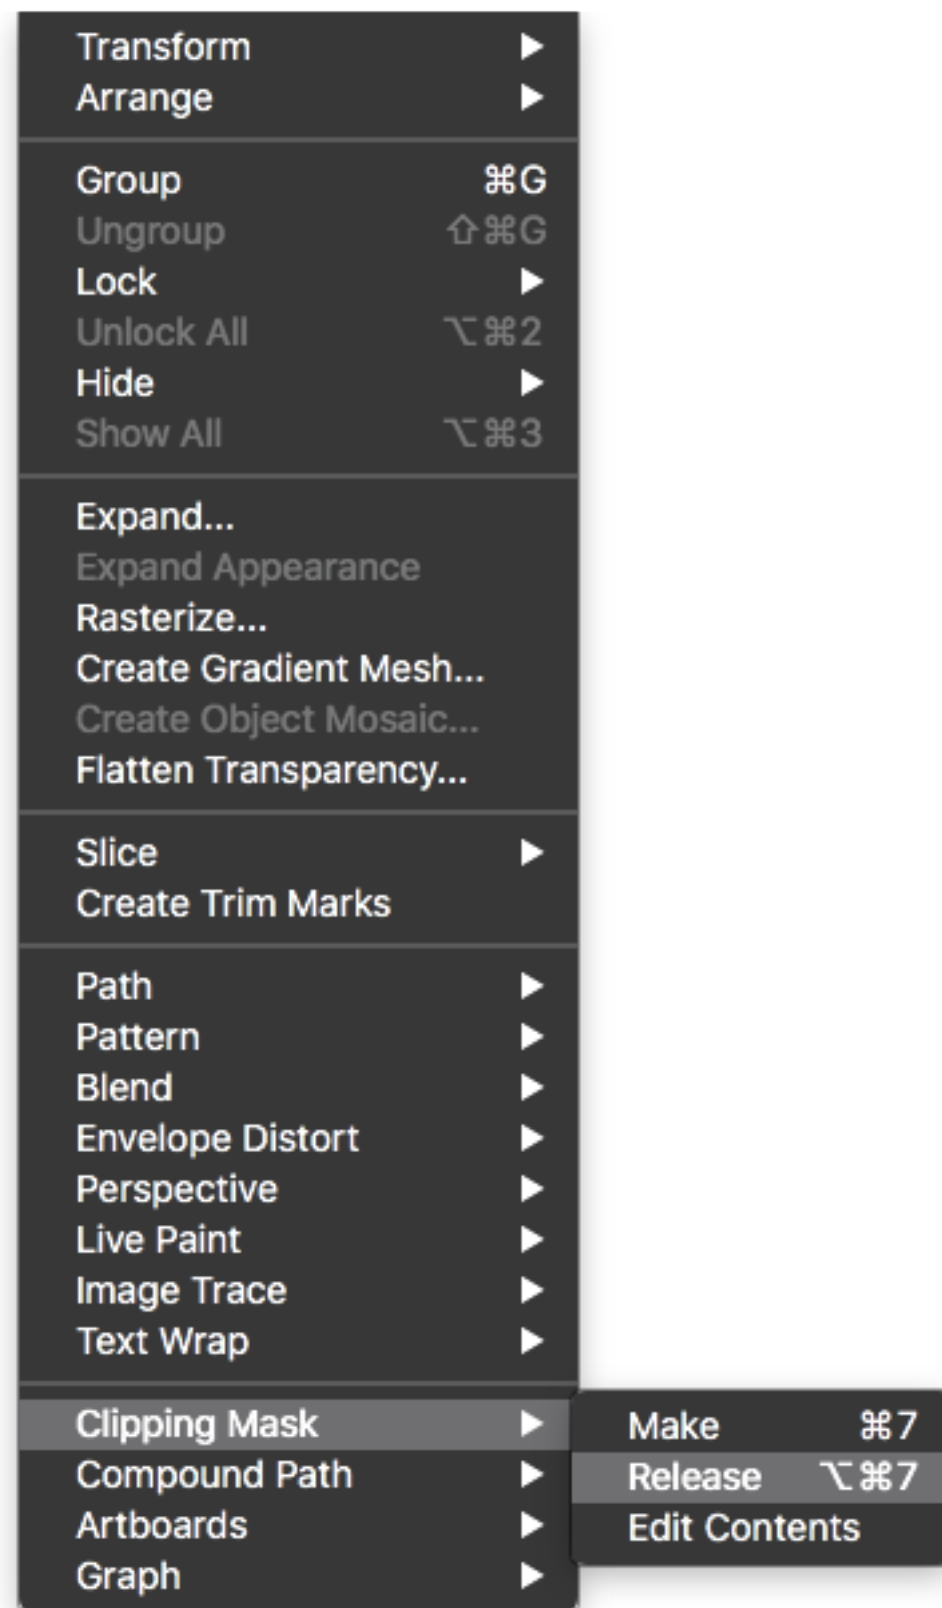 Transform ▶
Arrange ▶
Group ⌘G
Ungroup ⇧⌘G
Lock ▶
Unlock All ⌥⌘2
Hide ▶
Show All ⌥⌘3
Expand...
Expand Appearance
Rasterize...
Create Gradient Mesh...
Create Object Mosaic...
Flatten Transparency...
Slice ▶
Create Trim Marks
Path ▶
Pattern ▶
Blend ▶
Envelope Distort ▶
Perspective ▶
Live Paint ▶
Image Trace ▶
Text Wrap ▶
Clipping Mask ▶
Make ⌘7
Release ⌥⌘7
Edit Contents
Compound Path ▶
Artboards ▶
Graph ▶